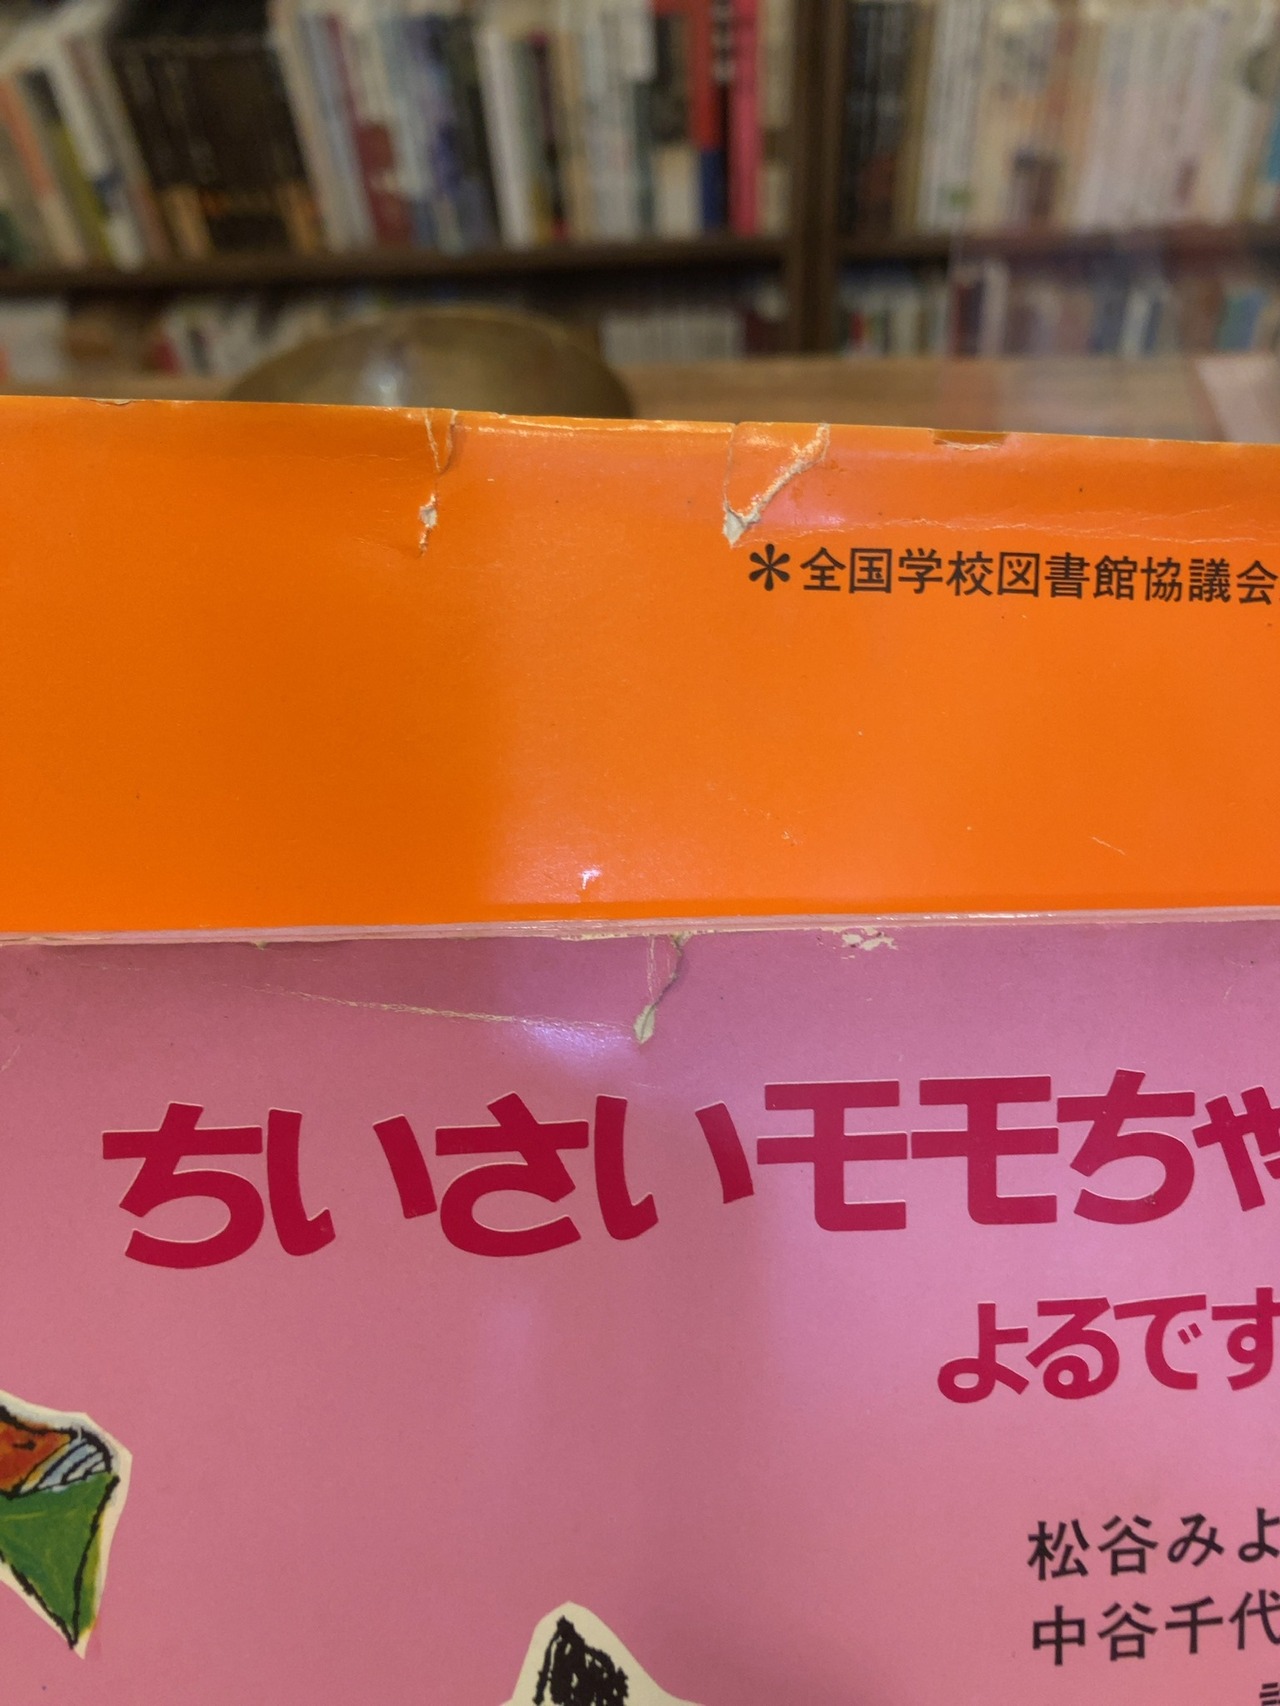 *全国学校図書館協議会
ちいさいモモちゃ
よるです
松谷みよ
中谷千代